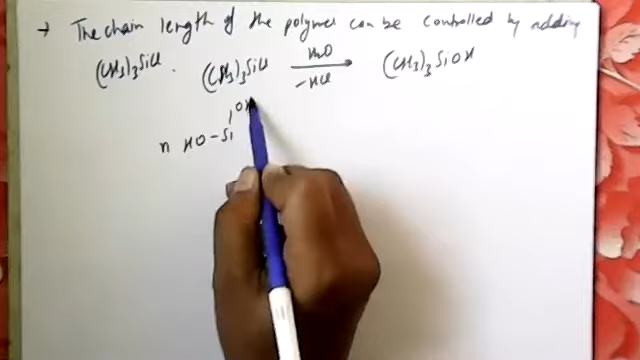 → The chain length of the polymer can be controlled by adding
(CH₃)₃SiCl . (CH₃)₃SiCl H₂O → -HCl (CH₃)₃SiOH
OH
n HO-Si